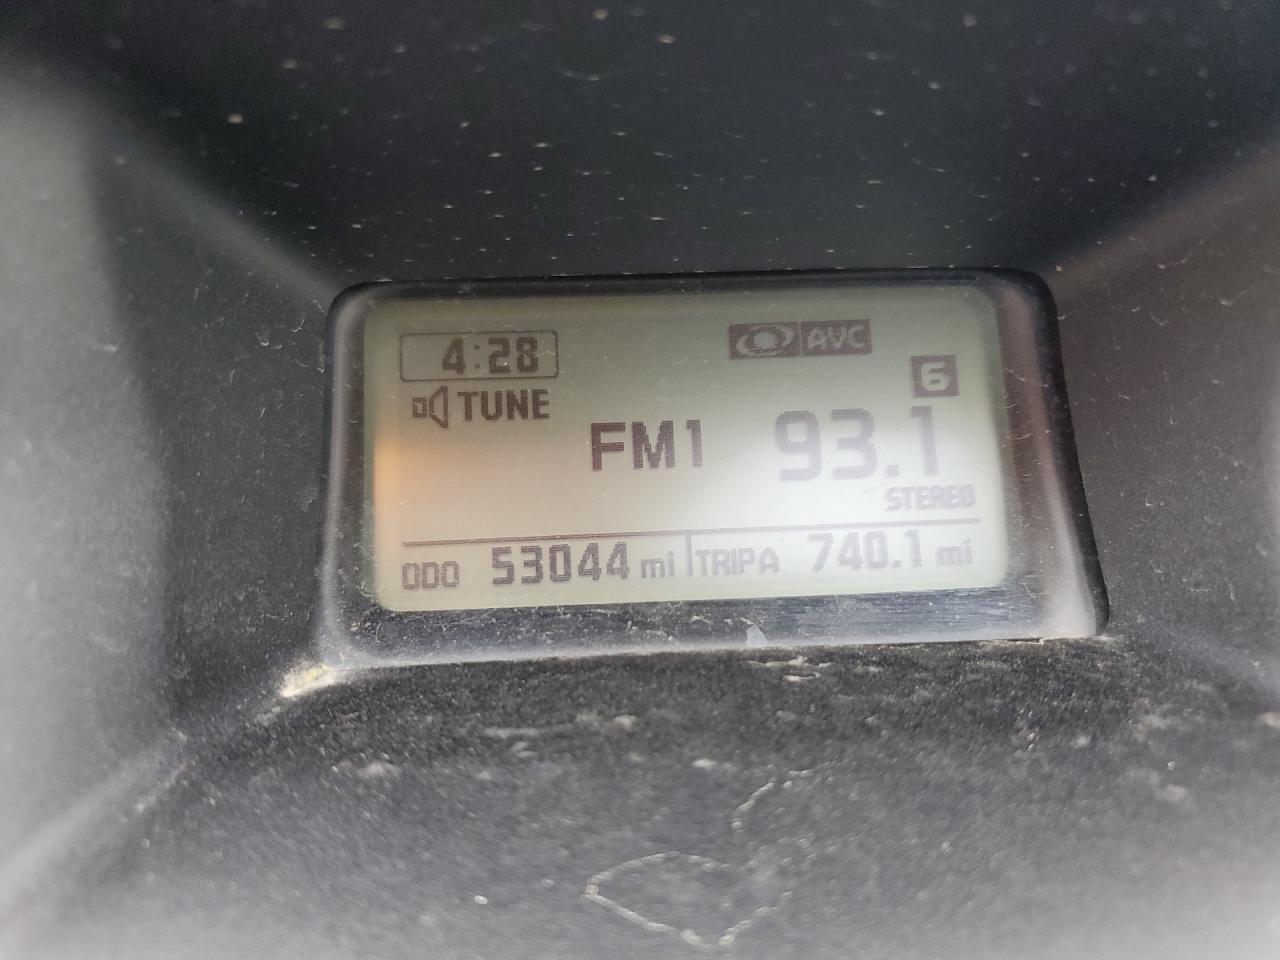 4:28
AVC
6
TUNE
FM1 93.1
STEREO
ODO 53044 mi TRIPA 740.1 mi